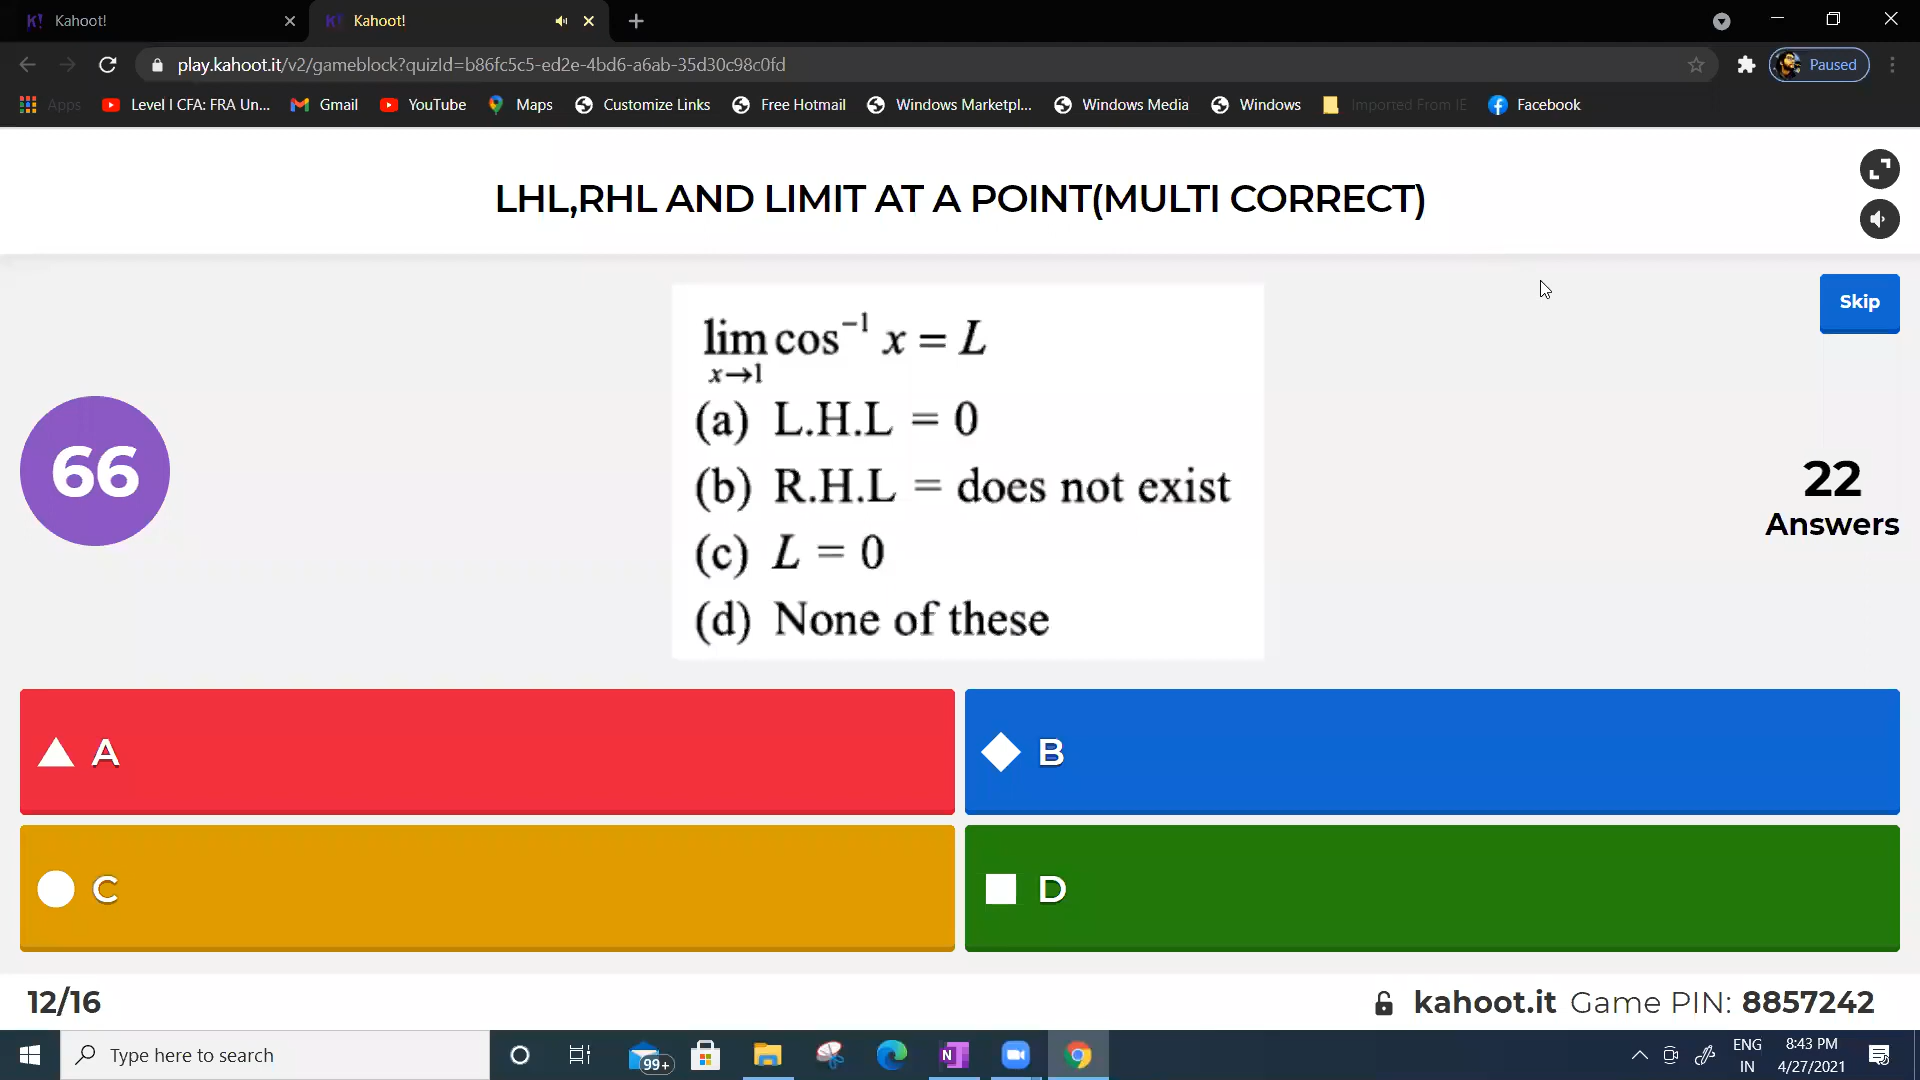 Kahoot!
Kahoot!
play.kahoot.it/v2/gameblock?quizId=b86fc5c5-ed2e-4bd6-a6ab-35d30c98c0fd
Paused
Apps
Level I CFA: FRA Un...
Gmail
YouTube
Maps
Customize Links
Free Hotmail
Windows Marketpl...
Windows Media
Windows
Imported From IE
Facebook
LHL,RHL AND LIMIT AT A POINT(MULTI CORRECT)
Skip
lim cos⁻¹ x = L
x→1
(a) L.H.L = 0
(b) R.H.L = does not exist
(c) L = 0
(d) None of these
66
22
Answers
A
B
C
D
12/16
kahoot.it Game PIN: 8857242
Type here to search
99+
ENG
IN
8:43 PM
4/27/2021